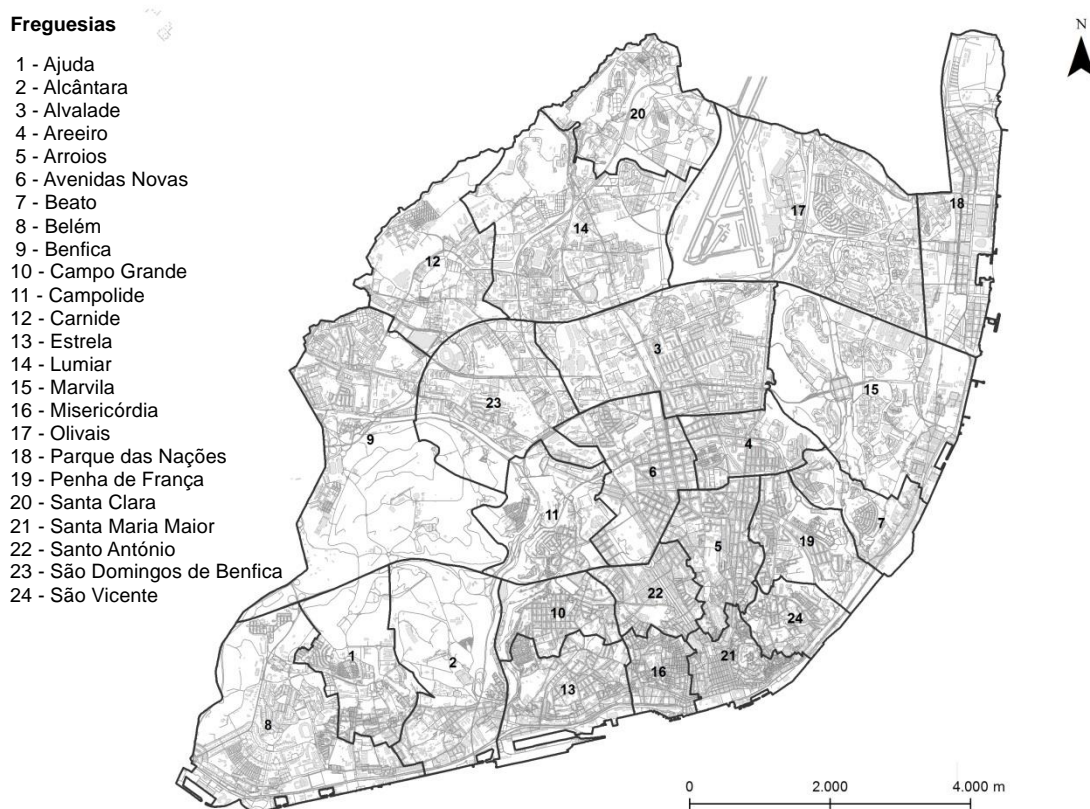 Freguesias
1 - Ajuda
2 - Alcântara
3 - Alvalade
4 - Areeiro
5 - Arroios
6 - Avenidas Novas
7 - Beato
8 - Belém
9 - Benfica
10 - Campo Grande
11 - Campolide
12 - Carnide
13 - Estrela
14 - Lumiar
15 - Marvila
16 - Misericórdia
17 - Olivais
18 - Parque das Nações
19 - Penha de França
20 - Santa Clara
21 - Santa Maria Maior
22 - Santo António
23 - São Domingos de Benfica
24 - São Vicente
N
20
18
17
14
12
3
15
23
9
4
6
11
7
5
19
22
10
24
1
2
21
16
13
8
0 2.000 4.000 m